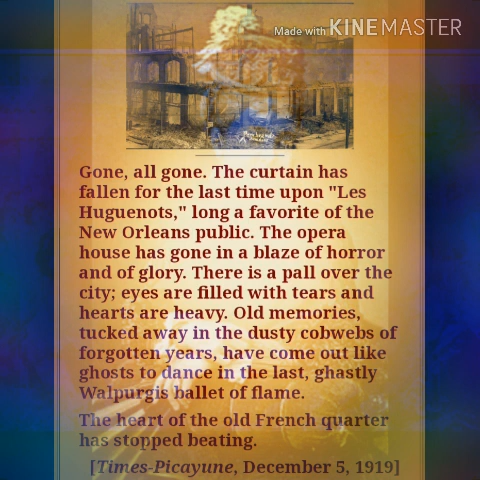 Made with KINEMASTER
Gone, all gone. The curtain has
fallen for the last time upon "Les
Huguenots," long a favorite of the
New Orleans public. The opera
house has gone in a blaze of horror
and of glory. There is a pall over the
city; eyes are filled with tears and
hearts are heavy. Old memories,
tucked away in the dusty cobwebs of
forgotten years, have come out like
ghosts to dance in the last, ghastly
Walpurgis ballet of flame.
The heart of the old French quarter
has stopped beating.
[Times-Picayune, December 5, 1919]